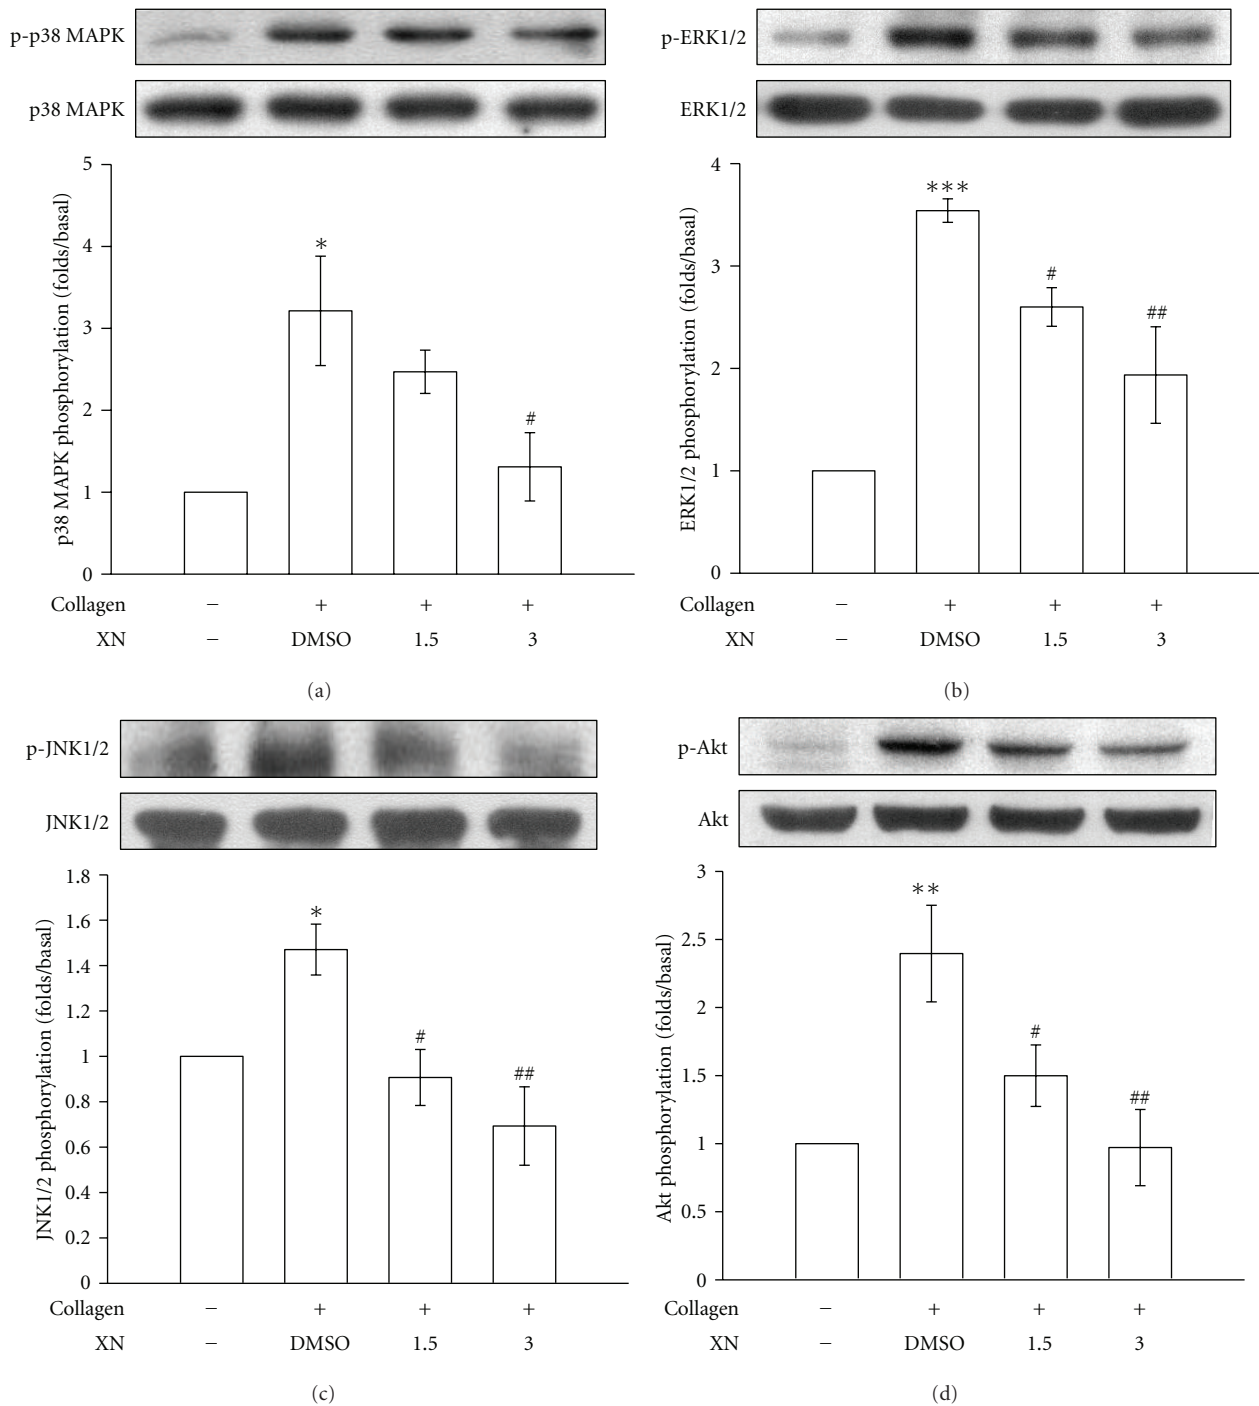 p-p38 MAPK
p38 MAPK
5
4
3
2
1
0
p38 MAPK phosphorylation (folds/basal)
*
#
Collagen − + + +
XN − DMSO 1.5 3
(a)
p-ERK1/2
ERK1/2
4
3
2
1
0
ERK1/2 phosphorylation (folds/basal)
***
#
##
Collagen − + + +
XN − DMSO 1.5 3
(b)
p-JNK1/2
JNK1/2
1.8
1.6
1.4
1.2
1
0.8
0.6
0.4
0.2
0
JNK1/2 phosphorylation (folds/basal)
*
#
##
Collagen − + + +
XN − DMSO 1.5 3
(c)
p-Akt
Akt
3
2.5
2
1.5
1
0.5
0
Akt phosphorylation (folds/basal)
**
#
##
Collagen − + + +
XN − DMSO 1.5 3
(d)